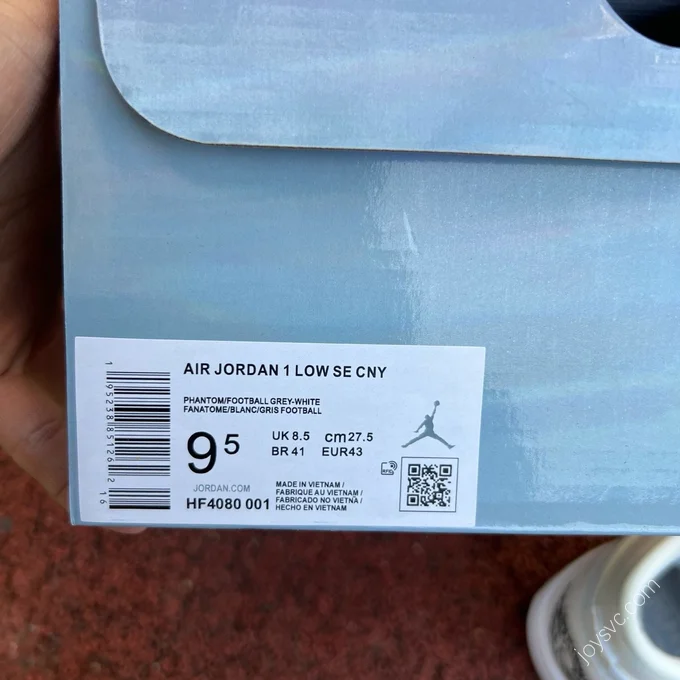 AIR JORDAN 1 LOW SE CNY
PHANTOM/FOOTBALL GREY-WHITE
FANATOME/BLANC/GRIS FOOTBALL
9 5
UK 8.5 cm 27.5
BR 41 EUR43
JORDAN.COM
HF4080 001
MADE IN VIETNAM /
FABRIQUE AU VIETNAM /
FABRICADO NO VIETNÃ /
HECHO EN VIETNAM
RFID
joysvc.com